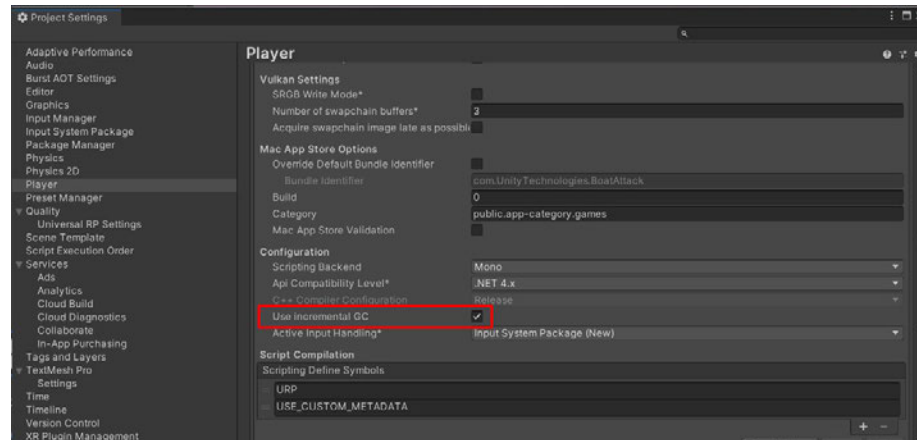 Project Settings
Adaptive Performance
Audio
Burst AOT Settings
Editor
Graphics
Input Manager
Input System Package
Package Manager
Physics
Physics 2D
Player
Preset Manager
Quality
Universal RP Settings
Scene Template
Script Execution Order
Services
Ads
Analytics
Cloud Build
Cloud Diagnostics
Collaborate
In-App Purchasing
Tags and Layers
TextMesh Pro
Settings
Time
Timeline
Version Control
XR Plugin Management
Player
Vulkan Settings
SRGB Write Mode*
Number of swapchain buffers* 3
Acquire swapchain image late as possible
Mac App Store Options
Override Default Bundle Identifier
Bundle Identifier com.UnityTechnologies.BoatAttack
Build 0
Category public.app-category.games
Mac App Store Validation
Configuration
Scripting Backend Mono
Api Compatibility Level* .NET 4.x
C++ Compiler Configuration Release
Use incremental GC
Active Input Handling* Input System Package (New)
Script Compilation
Scripting Define Symbols
URP
USE_CUSTOM_METADATA